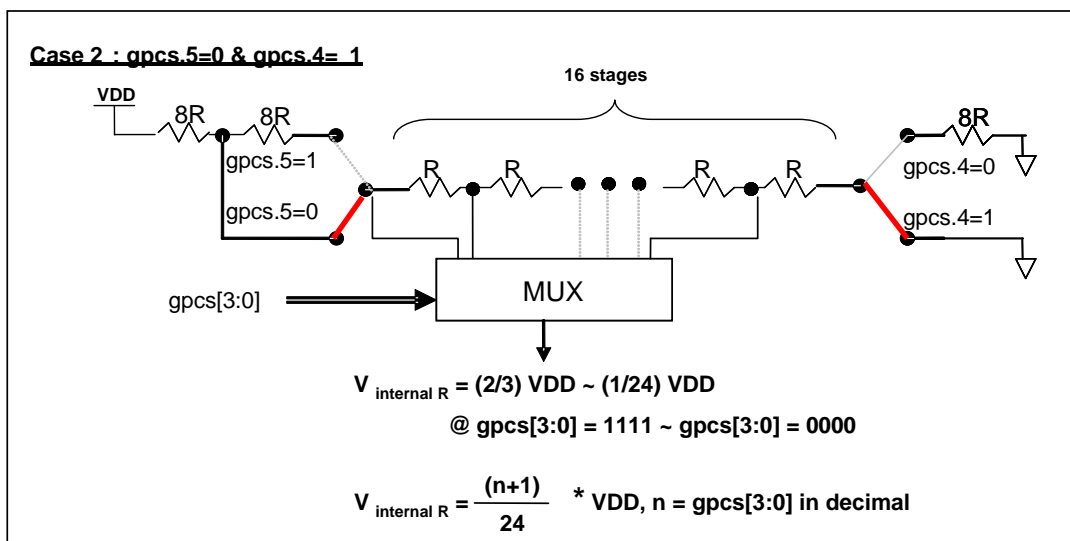 Case 2 : gpcs.5=0 & gpcs.4= 1
16 stages
VDD
8R
8R
8R
gpcs.5=1
R
R
R
R
gpcs.4=0
gpcs.5=0
gpcs.4=1
MUX
gpcs[3:0]
V internal R = (2/3) VDD ~ (1/24) VDD
@ gpcs[3:0] = 1111 ~ gpcs[3:0] = 0000
V internal R = (n+1) / 24 * VDD, n = gpcs[3:0] in decimal